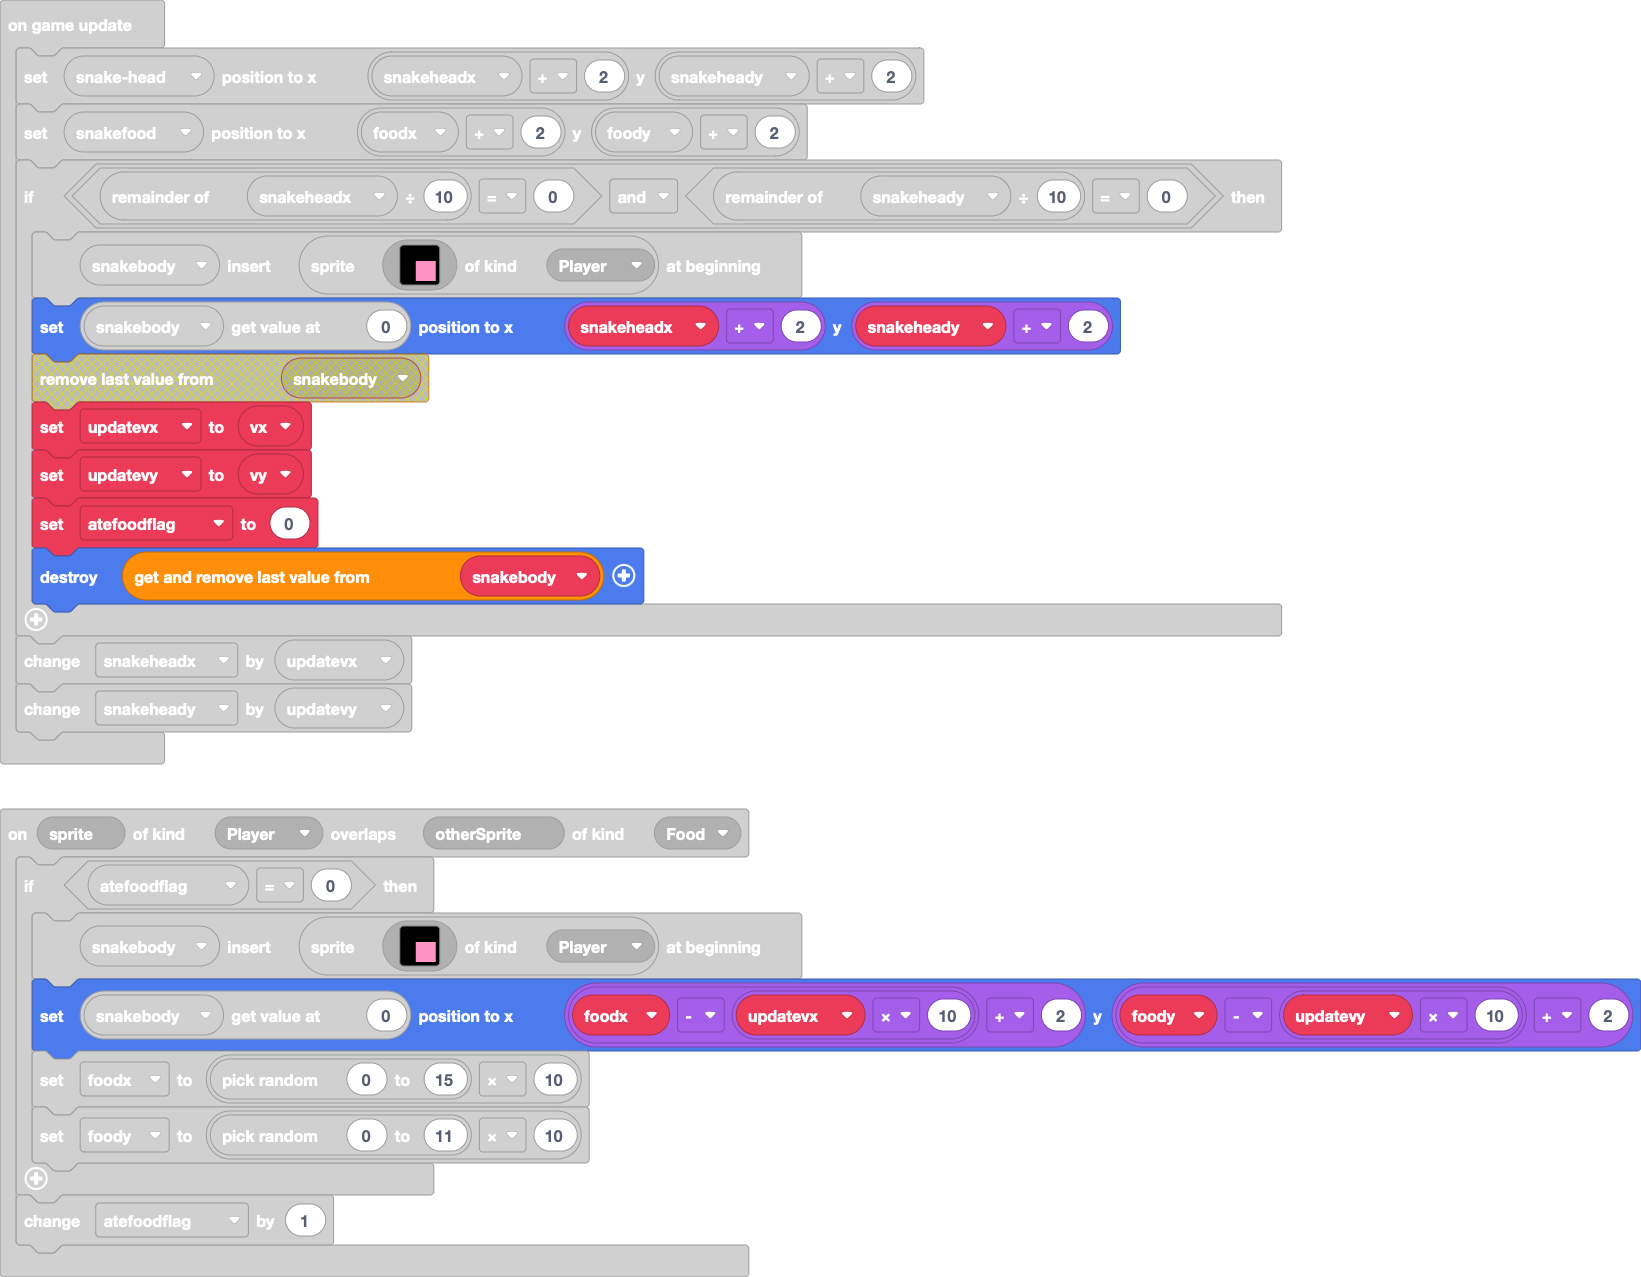 on game update
set snake-head position to x snakeheadx + 2 y snakeheady + 2
set snakefood position to x foodx + 2 y foody + 2
if remainder of snakeheadx ÷ 10 = 0 and remainder of snakeheady ÷ 10 = 0 then
snakebody insert sprite of kind Player at beginning
set snakebody get value at 0 position to x snakeheadx + 2 y snakeheady + 2
remove last value from snakebody
set updatevx to vx
set updatevy to vy
set atefoodflag to 0
destroy get and remove last value from snakebody
change snakeheadx by updatevx
change snakeheady by updatevy
on sprite of kind Player overlaps otherSprite of kind Food
if atefoodflag = 0 then
snakebody insert sprite of kind Player at beginning
set snakebody get value at 0 position to x foodx - updatevx × 10 + 2 y foody - updatevy × 10 + 2
set foodx to pick random 0 to 15 × 10
set foody to pick random 0 to 11 × 10
change atefoodflag by 1